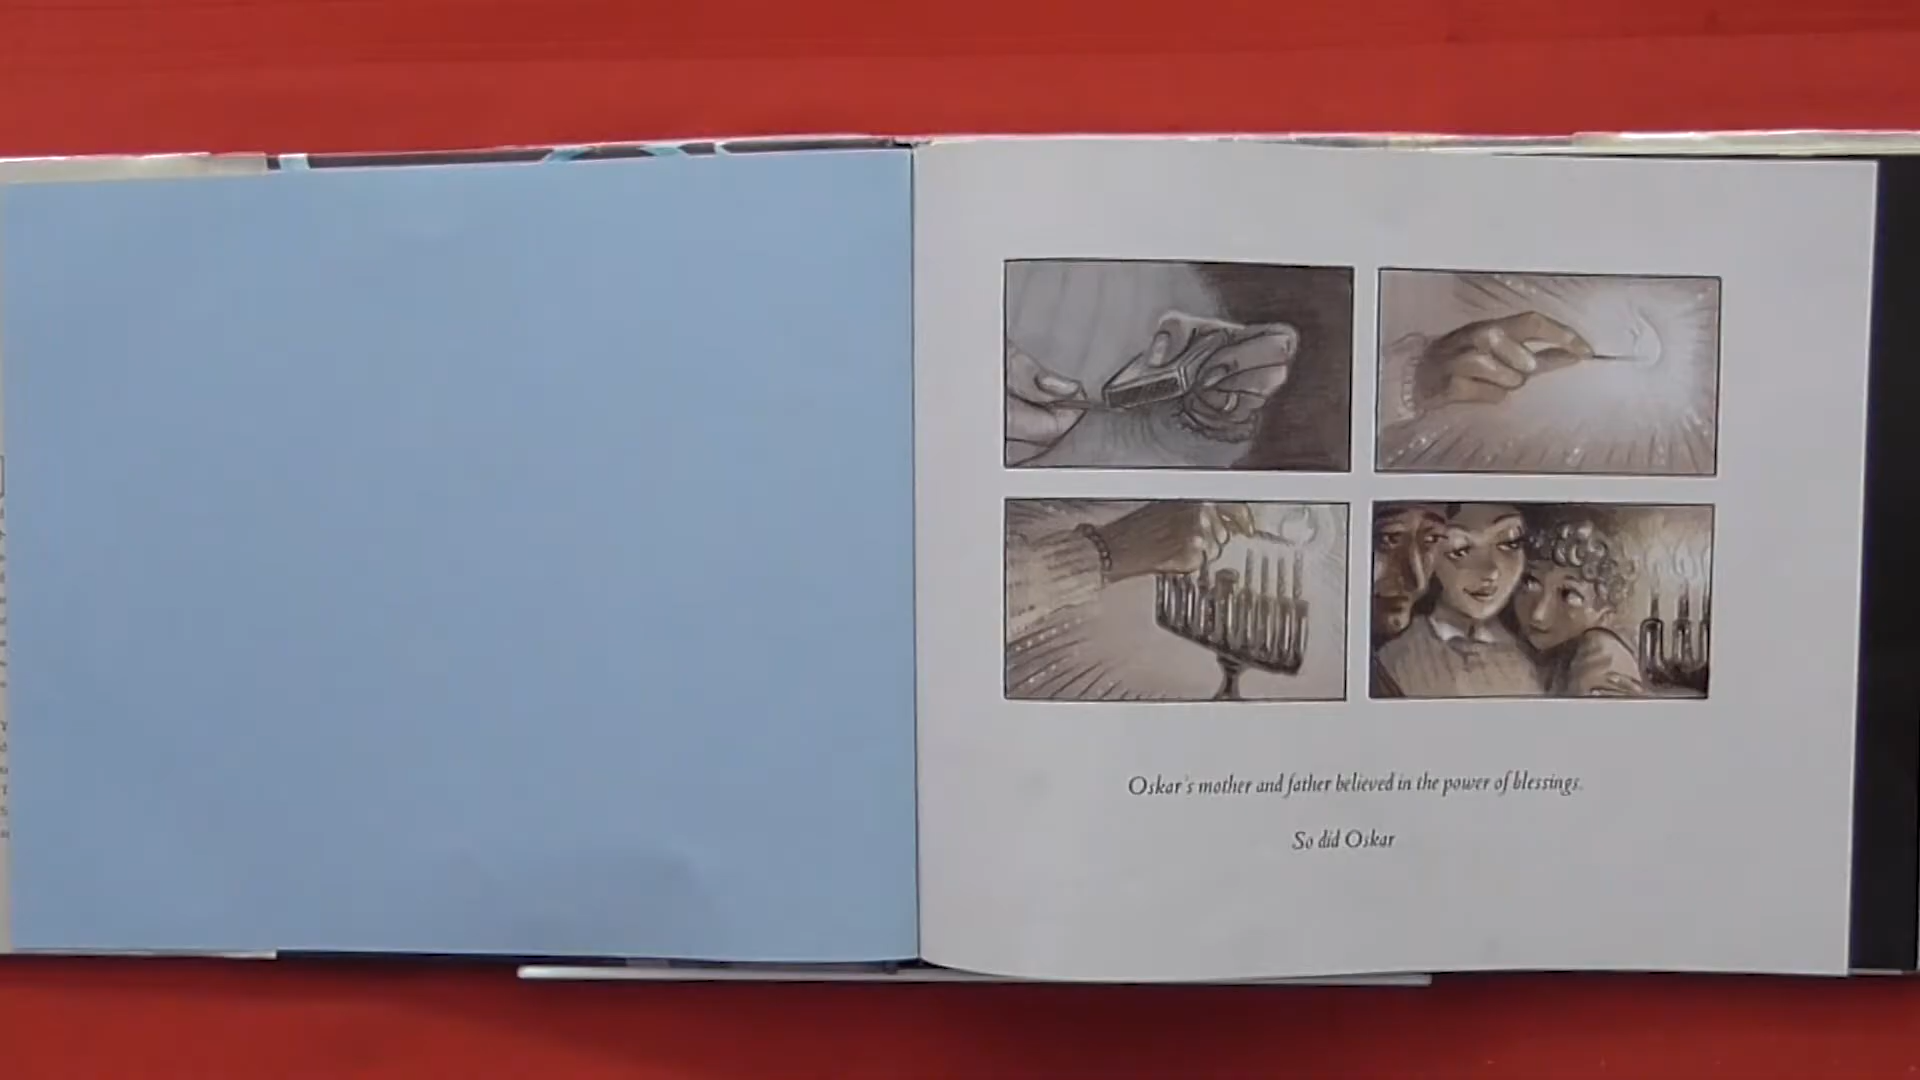 Oskar's mother and father believed in the power of blessings.
So did Oskar